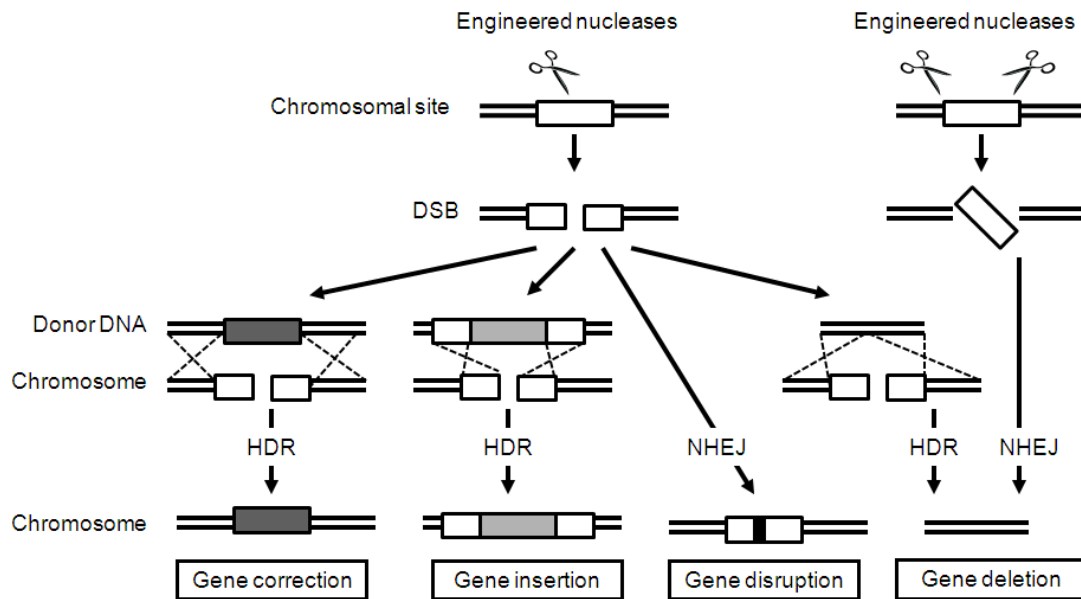 Engineered nucleases
Engineered nucleases
Chromosomal site
DSB
Donor DNA
Chromosome
HDR
HDR
NHEJ
HDR
NHEJ
Chromosome
Gene correction
Gene insertion
Gene disruption
Gene deletion